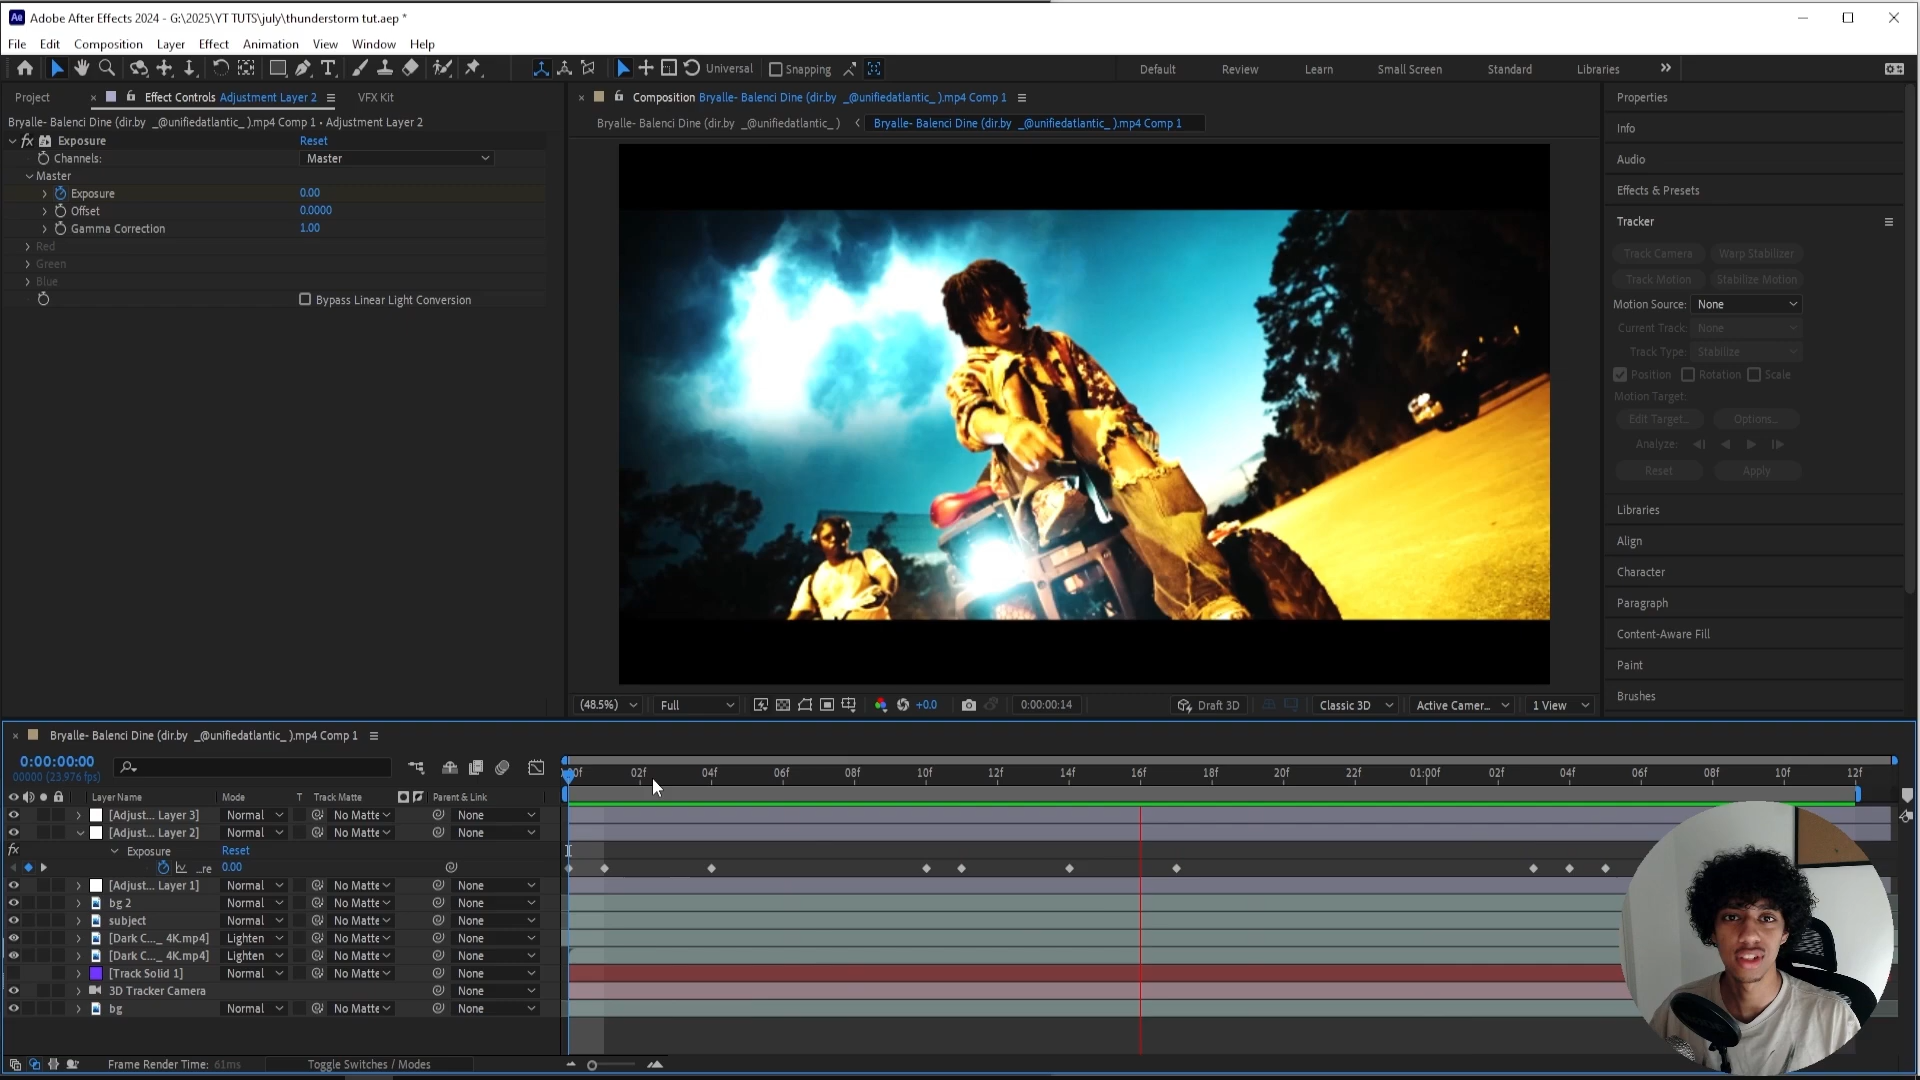 Adobe After Effects 2024 - G:\2025\YT TUTS\july\thunderstorm tut.aep *
File Edit Composition Layer Effect Animation View Window Help
Universal Snapping Default Review Learn Small Screen Standard Libraries
Project Effect Controls Adjustment Layer 2 VFX Kit
Bryalle- Balenci Dine (dir.by _@unifiedatlantic_ ).mp4 Comp 1 • Adjustment Layer 2
fx Exposure Reset
Channels: Master
Master
Exposure 0.00
Offset 0.0000
Gamma Correction 1.00
Red
Green
Blue
Bypass Linear Light Conversion
Composition Bryalle- Balenci Dine (dir.by _@unifiedatlantic_ ).mp4 Comp 1
Bryalle- Balenci Dine (dir.by _@unifiedatlantic_ ) Bryalle- Balenci Dine (dir.by _@unifiedatlantic_ ).mp4 Comp 1
(48.5%) Full +0.0 0:00:00:14 Draft 3D Classic 3D Active Camer... 1 View
Properties
Info
Audio
Effects & Presets
Tracker
Track Camera Warp Stabilizer
Track Motion Stabilize Motion
Motion Source: None
Current Track: None
Track Type: Stabilize
Position Rotation Scale
Motion Target:
Edit Target... Options...
Analyze:
Reset Apply
Libraries
Align
Character
Paragraph
Content-Aware Fill
Paint
Brushes
Bryalle- Balenci Dine (dir.by _@unifiedatlantic_ ).mp4 Comp 1
0:00:00:00
00000 (23.976 fps)
02f 04f 06f 08f 10f 12f 14f 16f 18f 20f 22f 01:00f 02f 04f 06f 08f 10f 12f
Layer Name Mode T Track Matte Parent & Link
[Adjust... Layer 3] Normal No Matte None
[Adjust... Layer 2] Normal No Matte None
fx Exposure Reset
...re 0.00
[Adjust... Layer 1] Normal No Matte None
bg 2 Normal No Matte None
subject Normal No Matte None
[Dark C..._ 4K.mp4] Lighten No Matte None
[Dark C..._ 4K.mp4] Lighten No Matte None
[Track Solid 1] Normal No Matte None
3D Tracker Camera None
bg Normal No Matte None
Frame Render Time: 61ms Toggle Switches / Modes